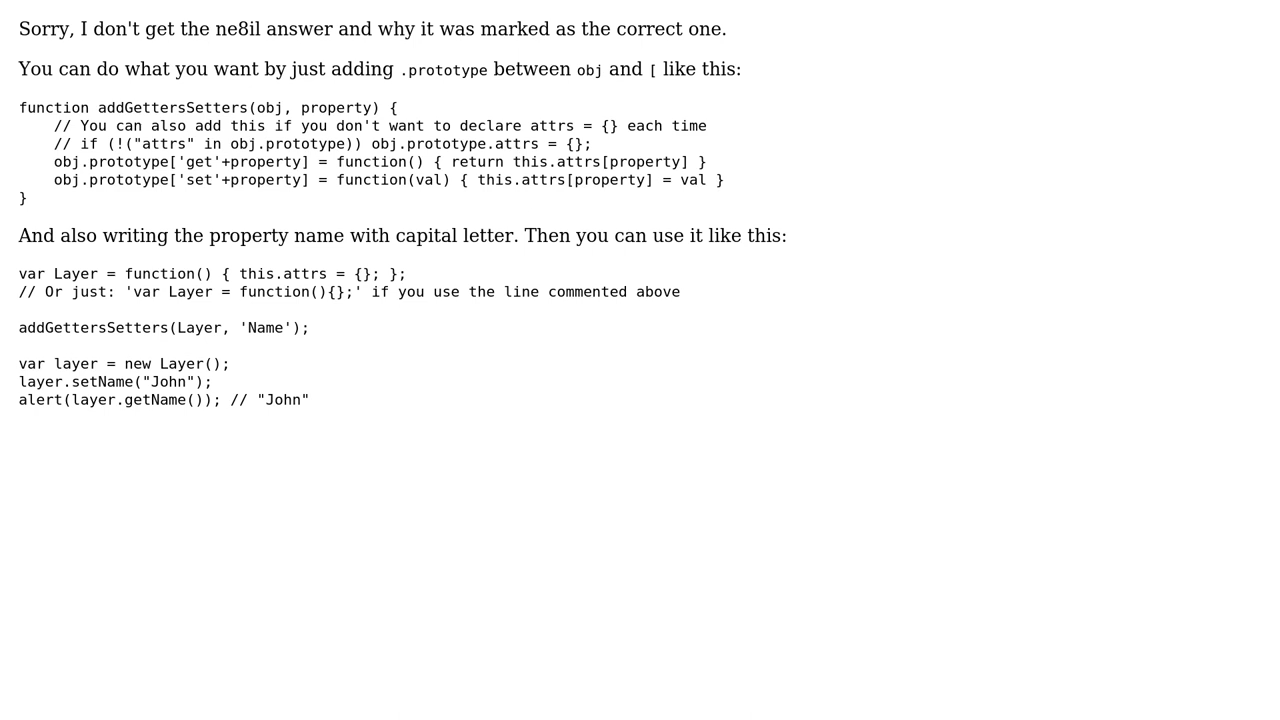 Sorry, I don't get the ne8il answer and why it was marked as the correct one.
You can do what you want by just adding .prototype between obj and [ like this:
function addGettersSetters(obj, property) {
    // You can also add this if you don't want to declare attrs = {} each time
    // if (!("attrs" in obj.prototype)) obj.prototype.attrs = {};
    obj.prototype['get'+property] = function() { return this.attrs[property] }
    obj.prototype['set'+property] = function(val) { this.attrs[property] = val }
}
And also writing the property name with capital letter. Then you can use it like this:
var Layer = function() { this.attrs = {}; };
// Or just: 'var Layer = function(){};' if you use the line commented above
addGettersSetters(Layer, 'Name');
var layer = new Layer();
layer.setName("John");
alert(layer.getName()); // "John"